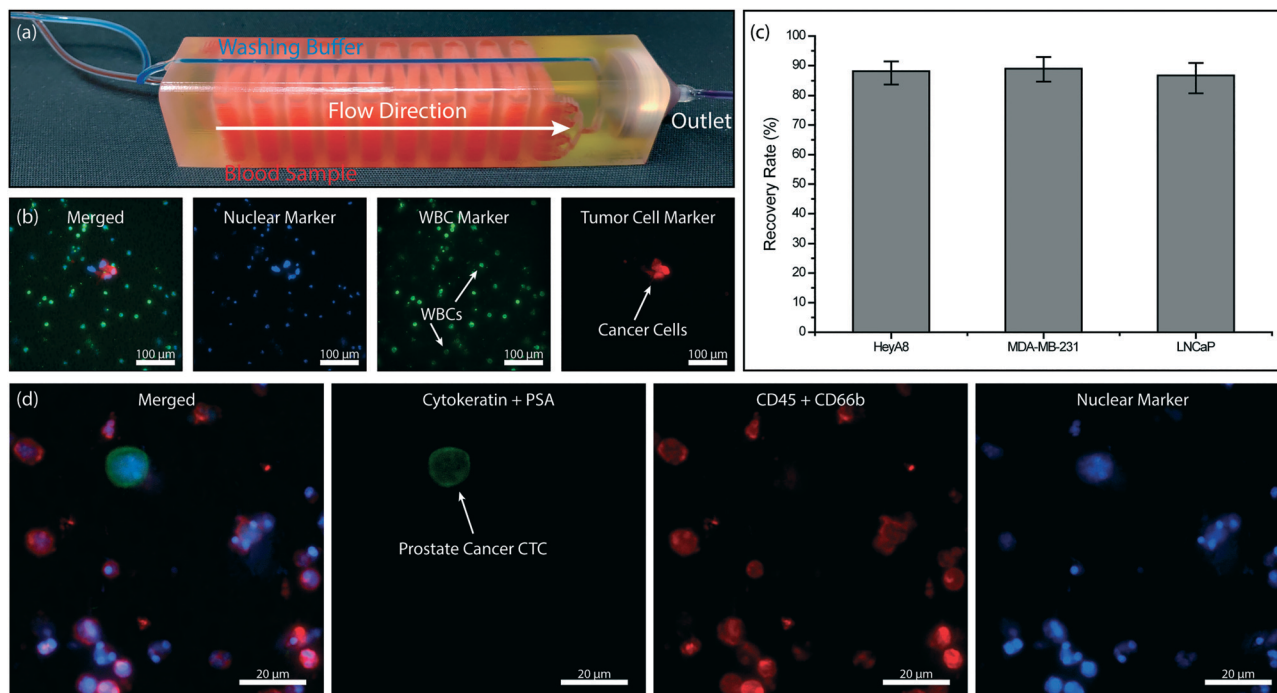 (a)
Washing Buffer
Flow Direction
Outlet
Blood Sample
(b)
Merged
Nuclear Marker
WBC Marker
Tumor Cell Marker
WBCs
Cancer Cells
100 μm
100 μm
100 μm
100 μm
(c)
Recovery Rate (%)
100
90
80
70
60
50
40
30
20
10
0
HeyA8
MDA-MB-231
LNCaP
(d)
Merged
Cytokeratin + PSA
CD45 + CD66b
Nuclear Marker
Prostate Cancer CTC
20 μm
20 μm
20 μm
20 μm